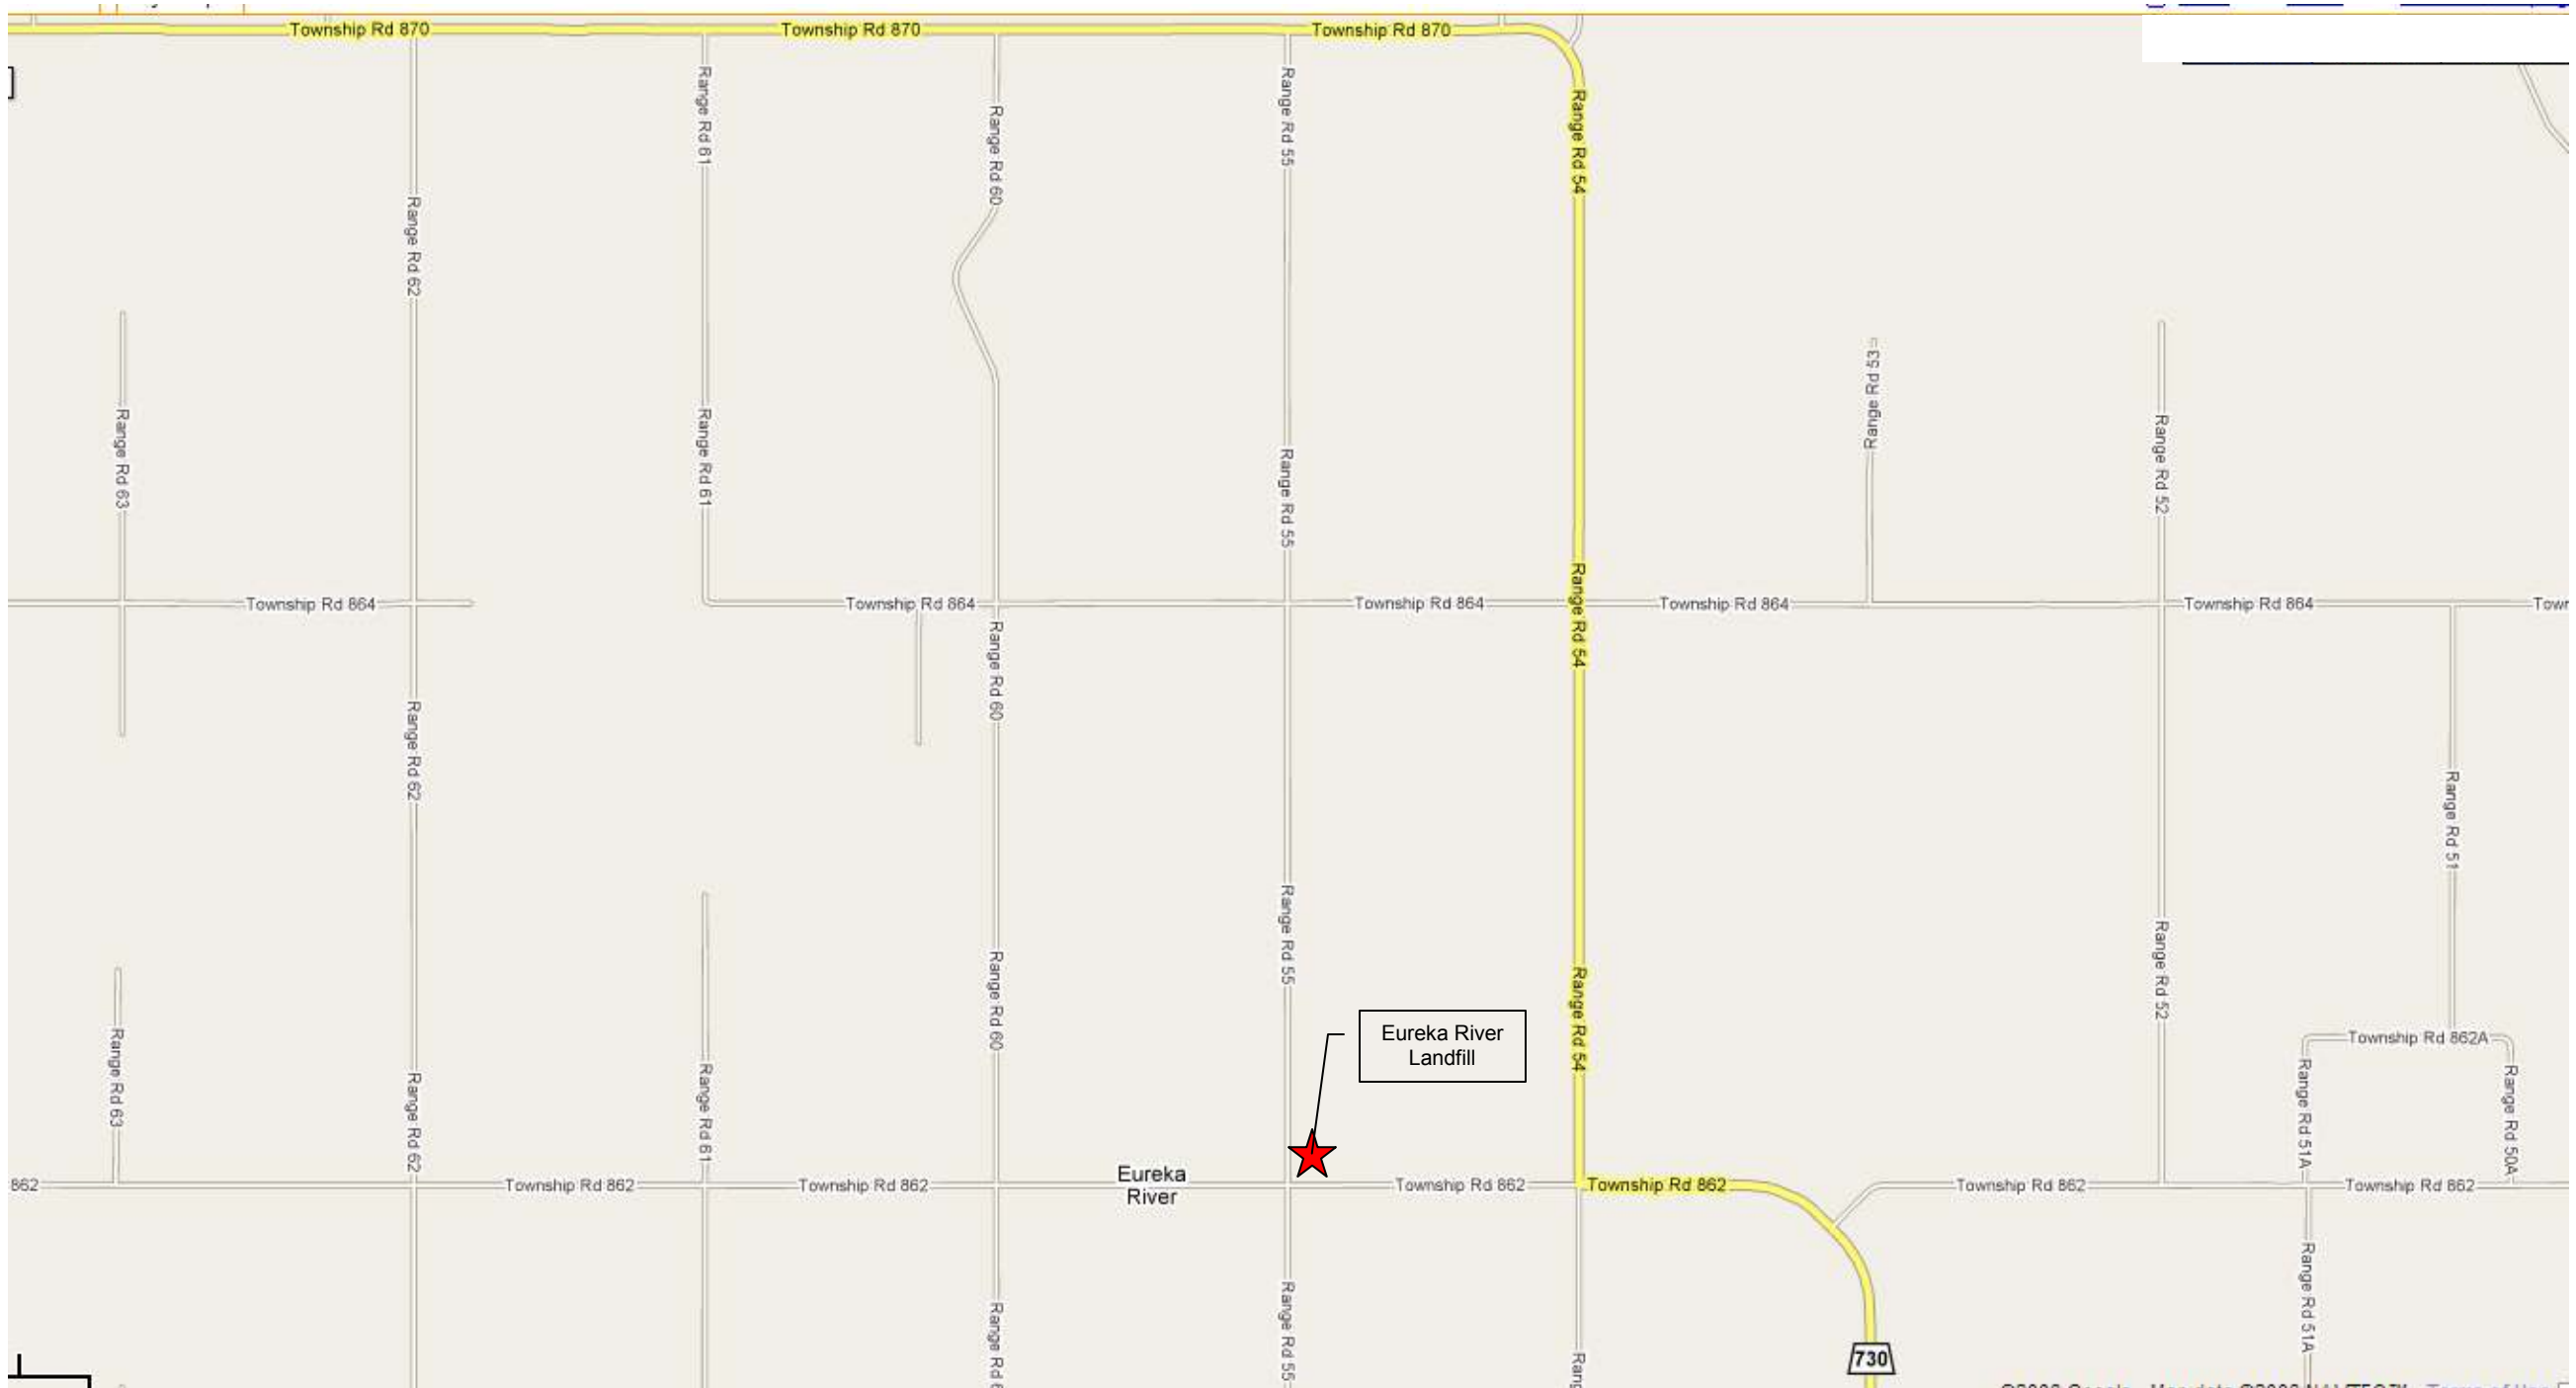 Township Rd 870
Township Rd 870
Township Rd 870
Range Rd 61
Range Rd 55
Range Rd 54
Range Rd 60
Range Rd 62
Range Rd 53
Range Rd 63
Range Rd 61
Range Rd 52
Range Rd 55
Range Rd 54
Township Rd 864
Township Rd 864
Township Rd 864
Township Rd 864
Township Rd 864
Range Rd 60
Range Rd 62
Range Rd 51
Range Rd 55
Range Rd 52
Range Rd 60
Range Rd 54
Eureka River
Landfill
Township Rd 862A
Range Rd 63
Range Rd 62
Range Rd 61
Range Rd 51A
Range Rd 50A
862
Township Rd 862
Township Rd 862
Eureka
River
Township Rd 862
Township Rd 862
Township Rd 862
Township Rd 862
Range Rd 55
Range Rd 51A
730